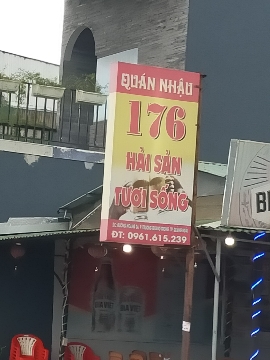 QUÁN NHẬU
176
HẢI SẢN
TƯƠI SỐNG
ĐT: 0961.615.239